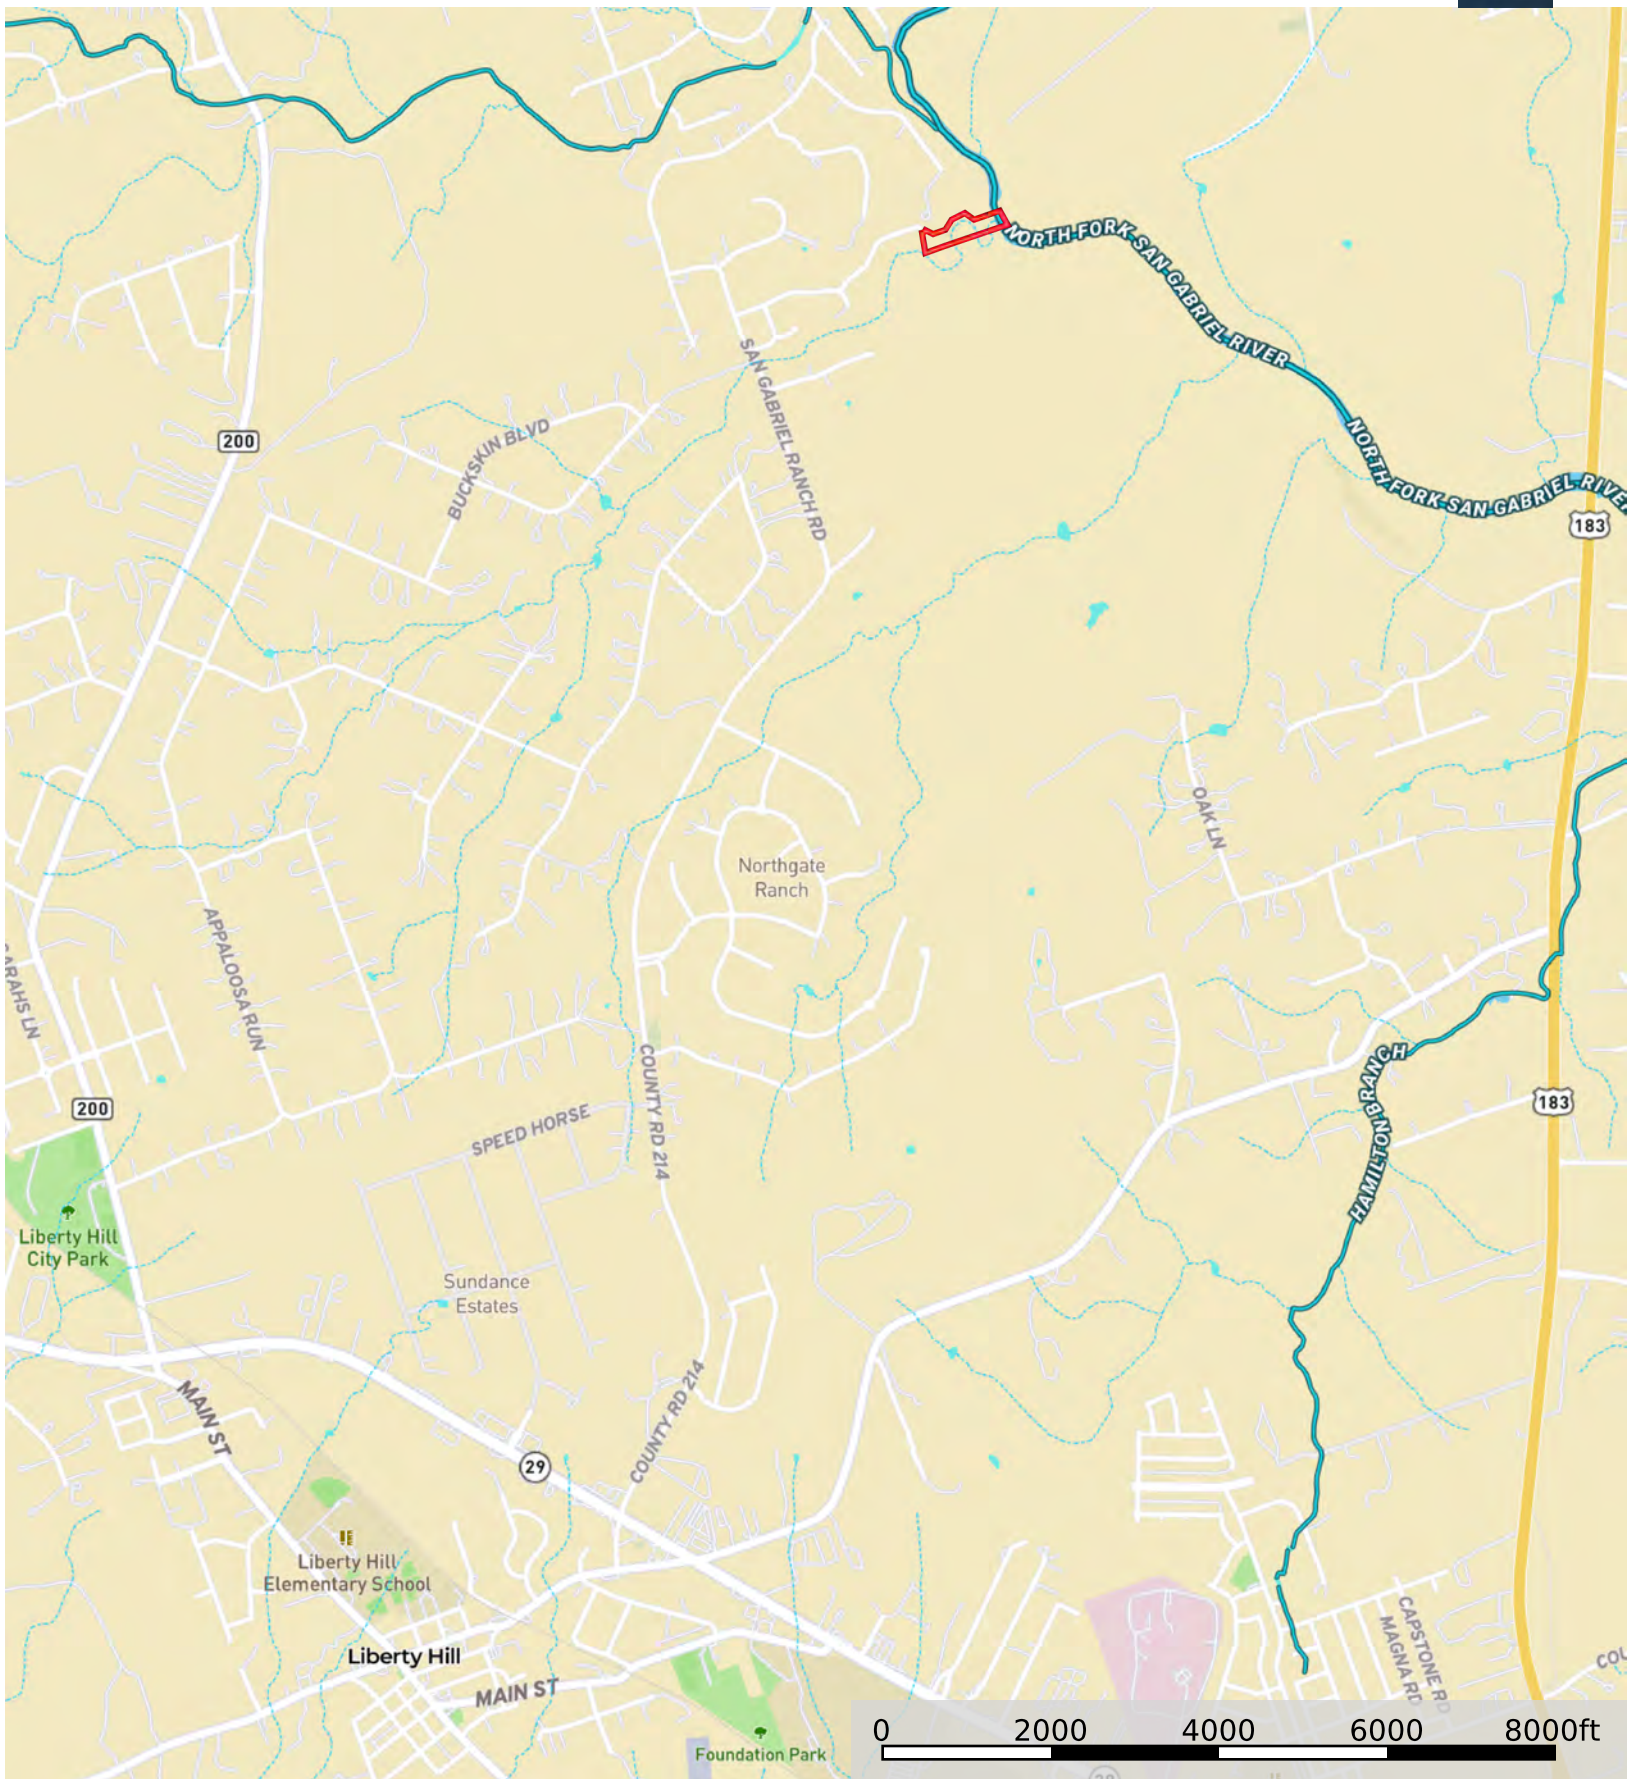 NORTH FORK SAN GABRIEL RIVER
SAN GABRIEL RANCH RD
BUCKSKIN BLVD
200
NORTH FORK SAN GABRIEL RIVER
183
OAK LN
Northgate
Ranch
APPALOOSA RUN
SARAHS LN
COUNTY RD 214
HAMILTON BRANCH
200
183
SPEED HORSE
Liberty Hill
City Park
Sundance
Estates
MAIN ST
COUNTY RD 214
29
Liberty Hill
Elementary School
CAPSTONE RD
MAGNA RD
COU
Liberty Hill
MAIN ST
Foundation Park
0 2000 4000 6000 8000ft